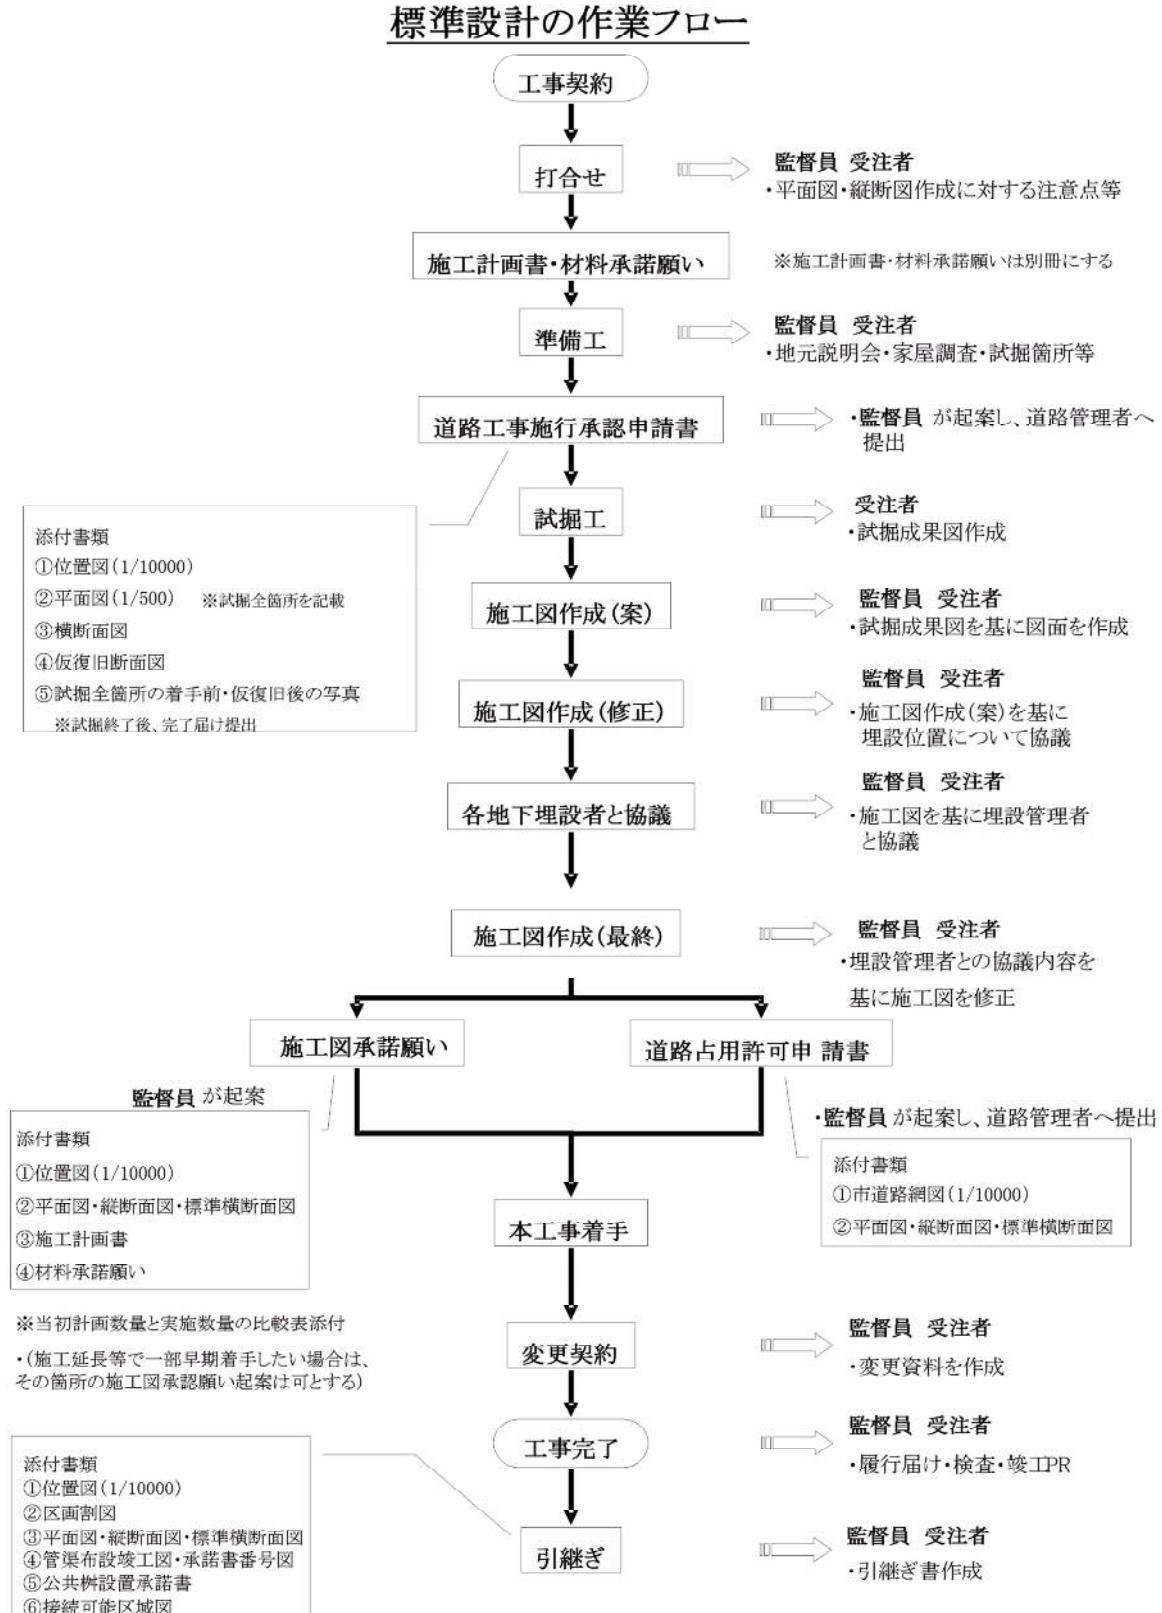 標準設計の作業フロー
工事契約
打合せ
監督員 受注者
・平面図・縦断図作成に対する注意点等
施工計画書・材料承諾願い
※施工計画書・材料承諾願いは別冊にする
準備工
監督員 受注者
・地元説明会・家屋調査・試掘箇所等
道路工事施行承認申請書
・監督員 が起案し、道路管理者へ
提出
試掘工
受注者
・試掘成果図作成
添付書類
①位置図(1/10000)
②平面図(1/500) ※試掘全箇所を記載
③横断面図
④仮復旧断面図
⑤試掘全箇所の着手前・仮復旧後の写真
※試掘終了後、完了届け提出
施工図作成(案)
監督員 受注者
・試掘成果図を基に図面を作成
施工図作成(修正)
監督員 受注者
・施工図作成(案)を基に
埋設位置について協議
各地下埋設者と協議
監督員 受注者
・施工図を基に埋設管理者
と協議
施工図作成(最終)
監督員 受注者
・埋設管理者との協議内容を
基に施工図を修正
施工図承諾願い
道路占用許可申 請書
監督員 が起案
添付書類
①位置図(1/10000)
②平面図・縦断面図・標準横断面図
③施工計画書
④材料承諾願い
※当初計画数量と実施数量の比較表添付
・(施工延長等で一部早期着手したい場合は、
その箇所の施工図承認願い起案は可とする)
・監督員 が起案し、道路管理者へ提出
添付書類
①市道路網図(1/10000)
②平面図・縦断面図・標準横断面図
本工事着手
変更契約
監督員 受注者
・変更資料を作成
工事完了
監督員 受注者
・履行届け・検査・竣工PR
引継ぎ
監督員 受注者
・引継ぎ書作成
添付書類
①位置図(1/10000)
②区画割図
③平面図・縦断面図・標準横断面図
④管渠布設竣工図・承諾書番号図
⑤公共桝設置承諾書
⑥接続可能区域図